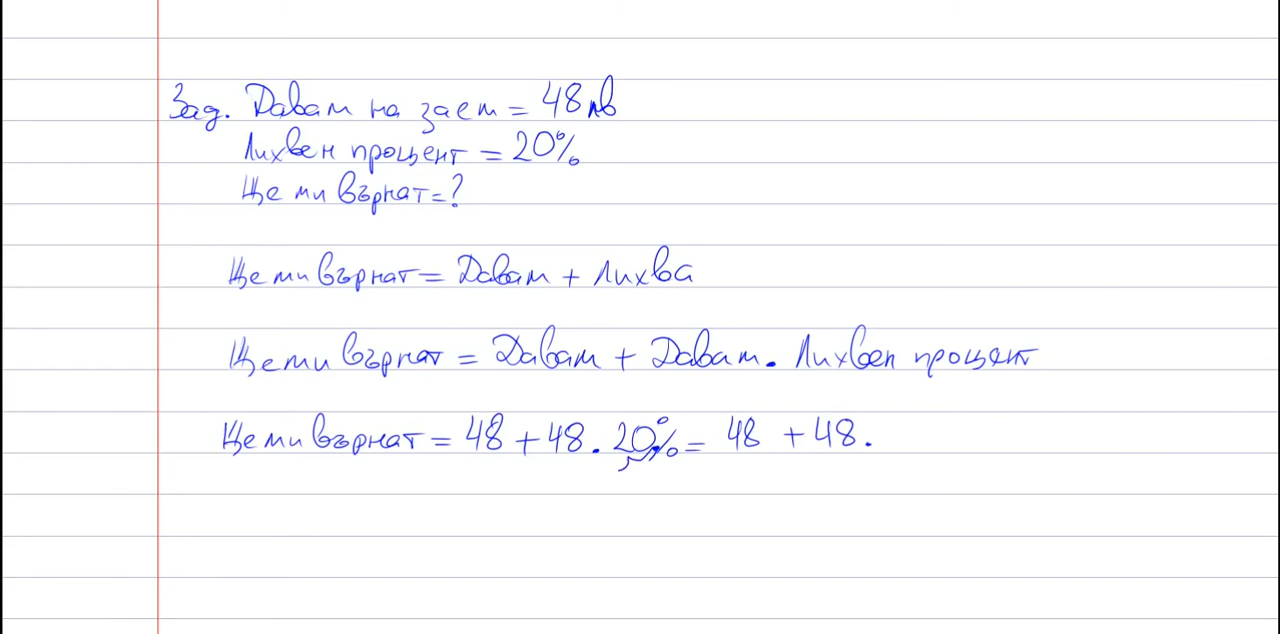 Зад. Давам на заем = 48 лв
Лихвен процент = 20%
Ще ми върнат = ?
Ще ми върнат = Давам + Лихва
Ще ми върнат = Давам + Давам . Лихвен процент
Ще ми върнат = 48 + 48 . 20% = 48 + 48 .